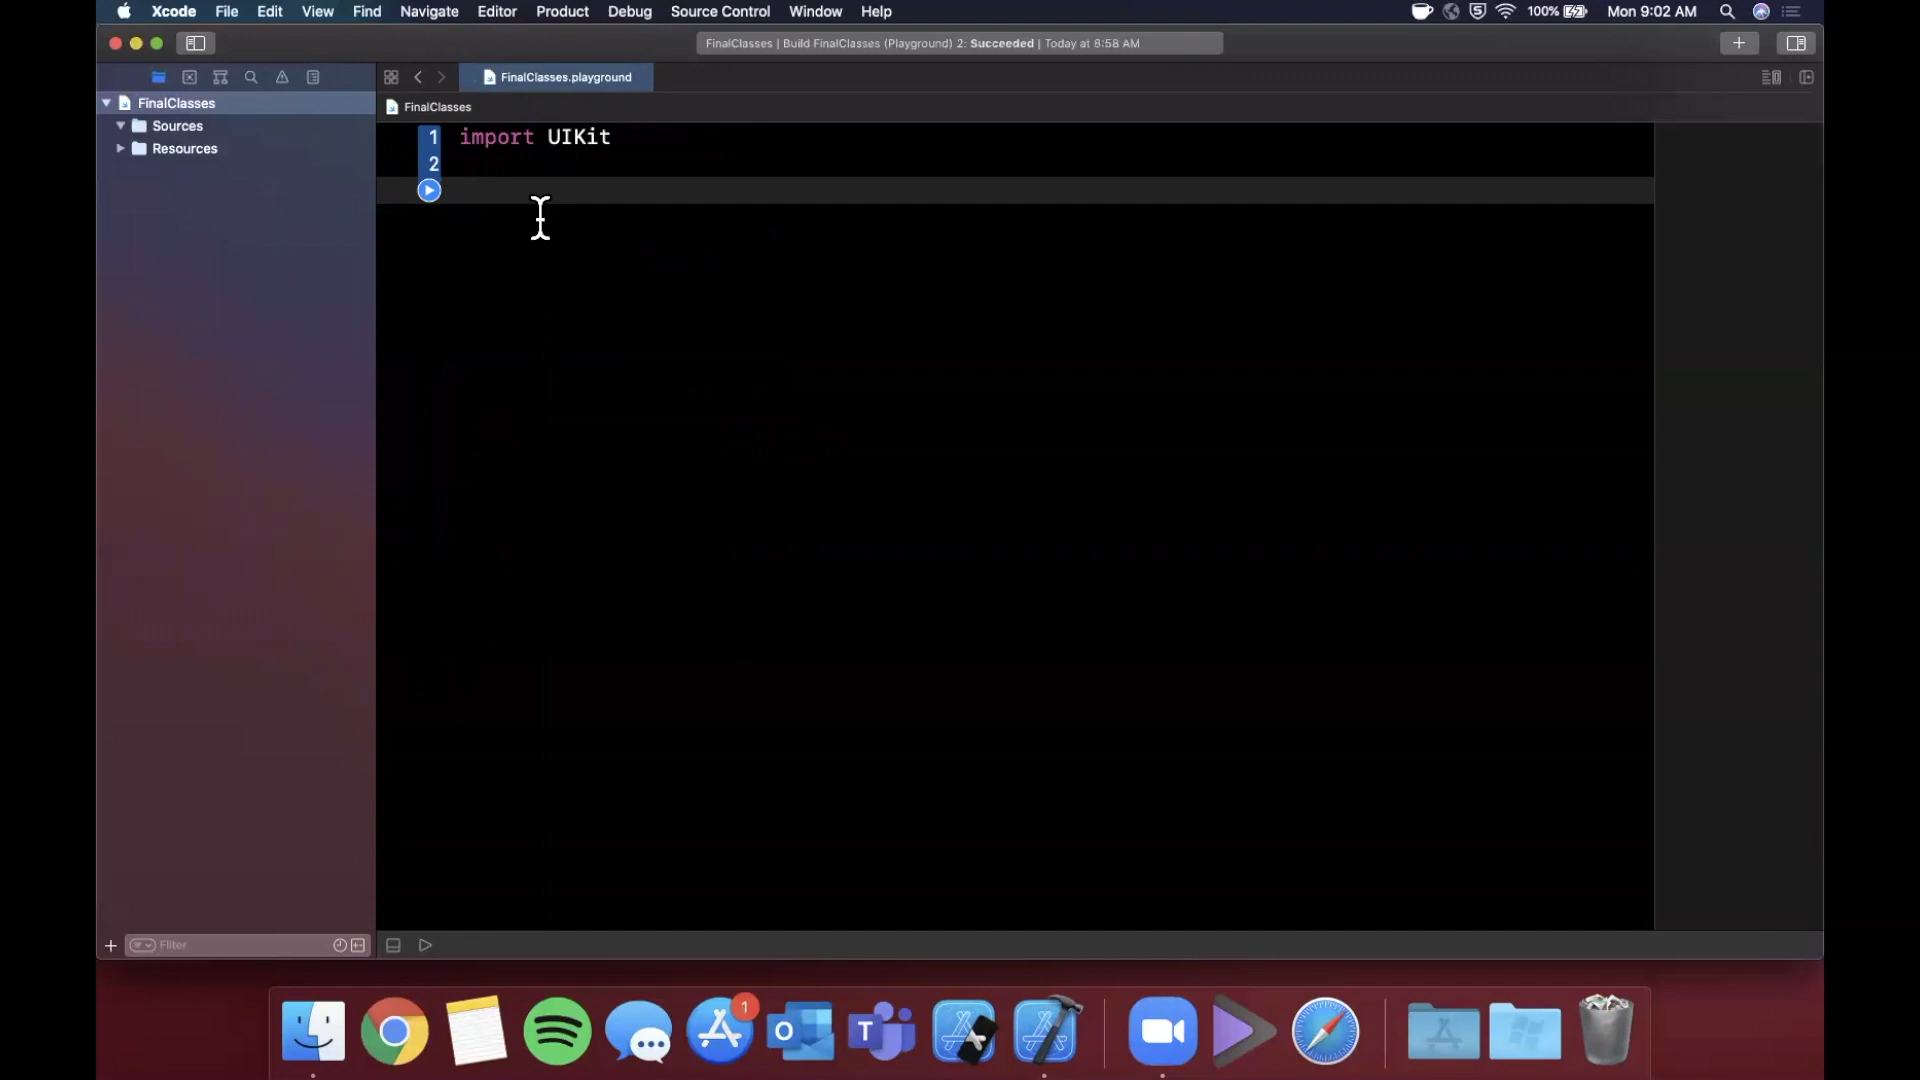 Xcode File Edit View Find Navigate Editor Product Debug Source Control Window Help
5 100% Mon 9:02 AM
FinalClasses | Build FinalClasses (Playground) 2: Succeeded | Today at 8:58 AM
FinalClasses.playground
FinalClasses
FinalClasses
Sources
Resources
1 import UIKit
2
Filter
1
O
T